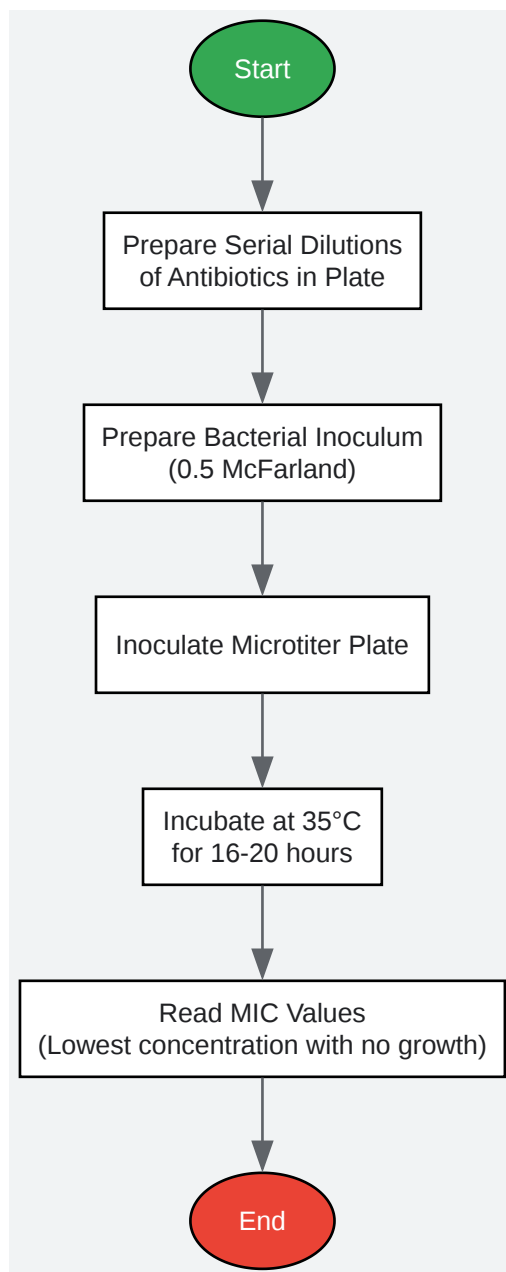 Start
Prepare Serial Dilutions
of Antibiotics in Plate
Prepare Bacterial Inoculum
(0.5 McFarland)
Inoculate Microtiter Plate
Incubate at 35°C
for 16-20 hours
Read MIC Values
(Lowest concentration with no growth)
End